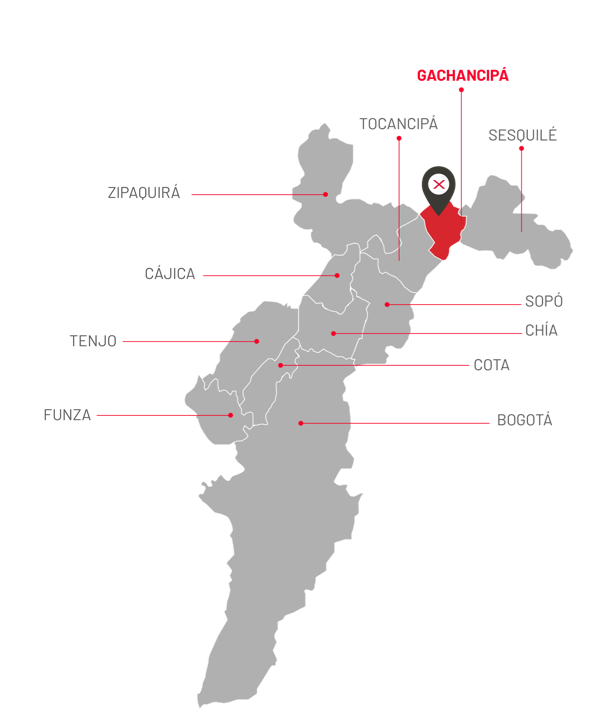 GACHANCIPÁ
TOCANCIPÁ
SESQUILÉ
ZIPAQUIRÁ
CÁJICA
SOPÓ
CHÍA
TENJO
COTA
FUNZA
BOGOTÁ